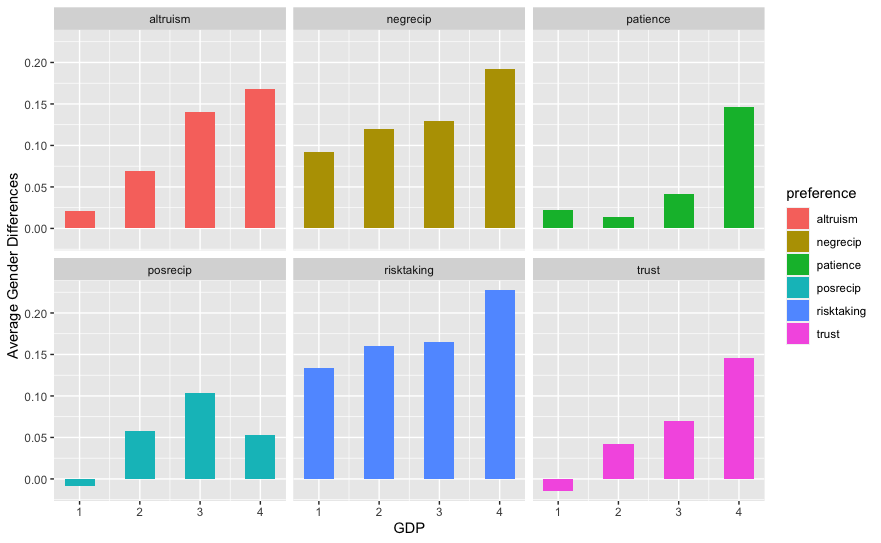 altruism
negrecip
patience
0.20
0.15
0.10
0.05
0.00
posrecip
risktaking
trust
0.20
0.15
0.10
0.05
0.00
1 2 3 4
1 2 3 4
1 2 3 4
GDP
Average Gender Differences
preference
altruism
negrecip
patience
posrecip
risktaking
trust